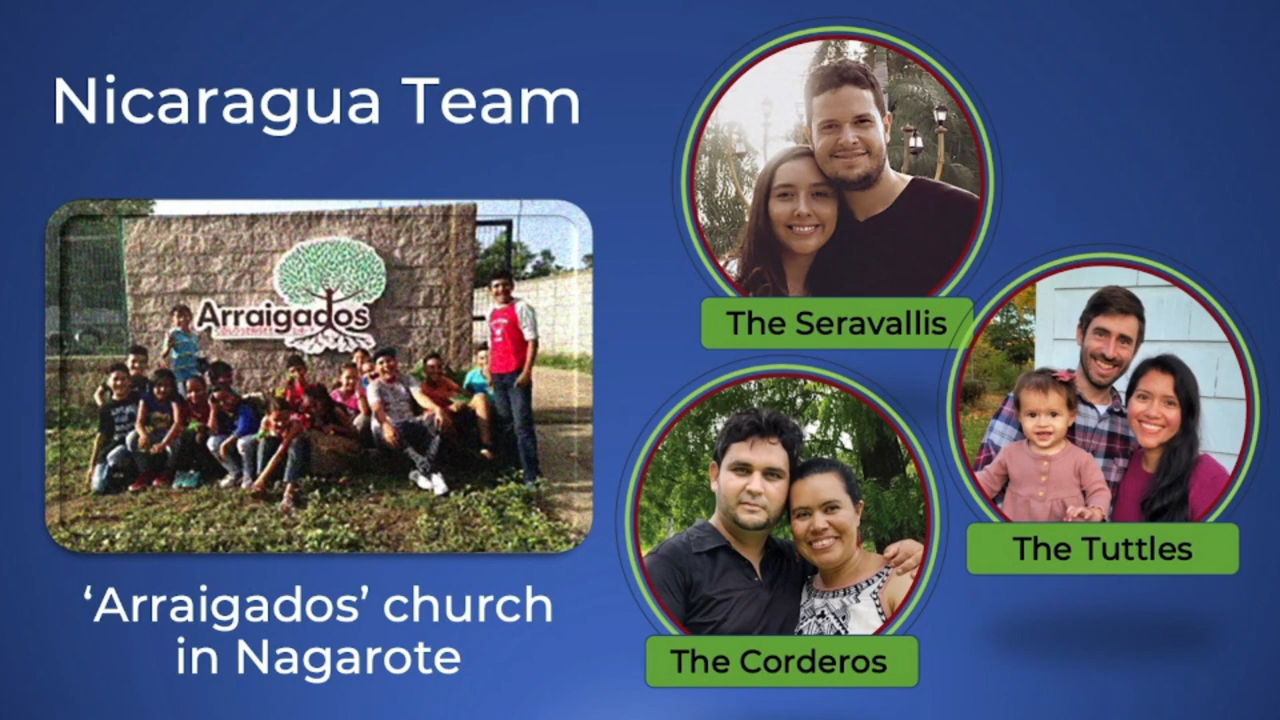 Nicaragua Team
Arraigados
'Arraigados' church
in Nagarote
The Seravallis
The Tuttles
The Corderos